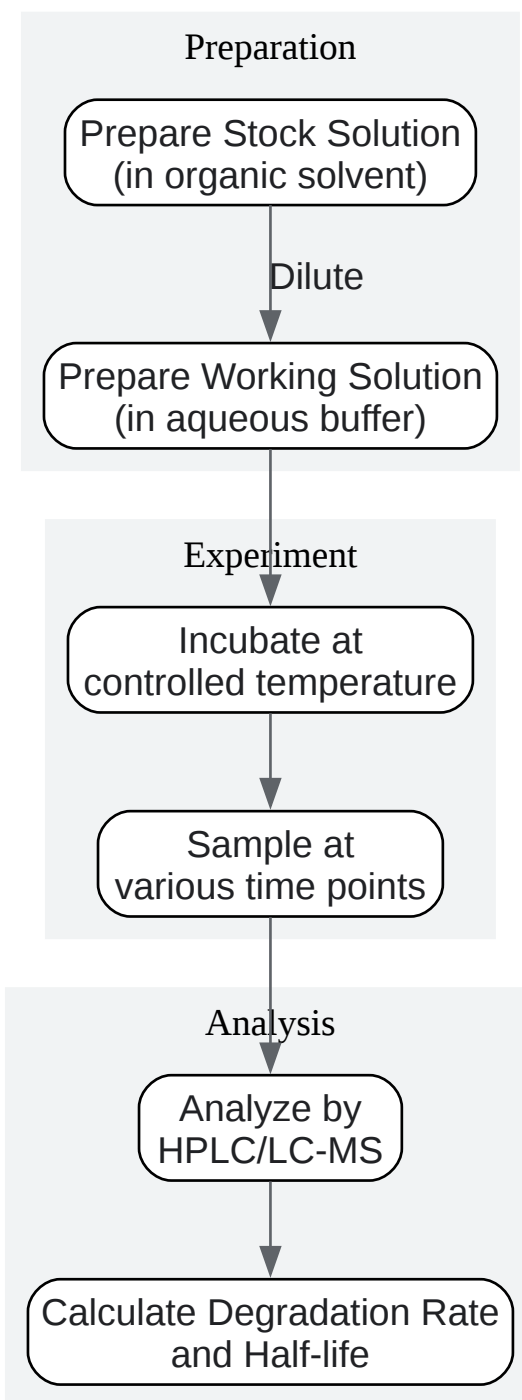 Preparation
Prepare Stock Solution
(in organic solvent)
Dilute
Prepare Working Solution
(in aqueous buffer)
Experiment
Incubate at
controlled temperature
Sample at
various time points
Analysis
Analyze by
HPLC/LC-MS
Calculate Degradation Rate
and Half-life